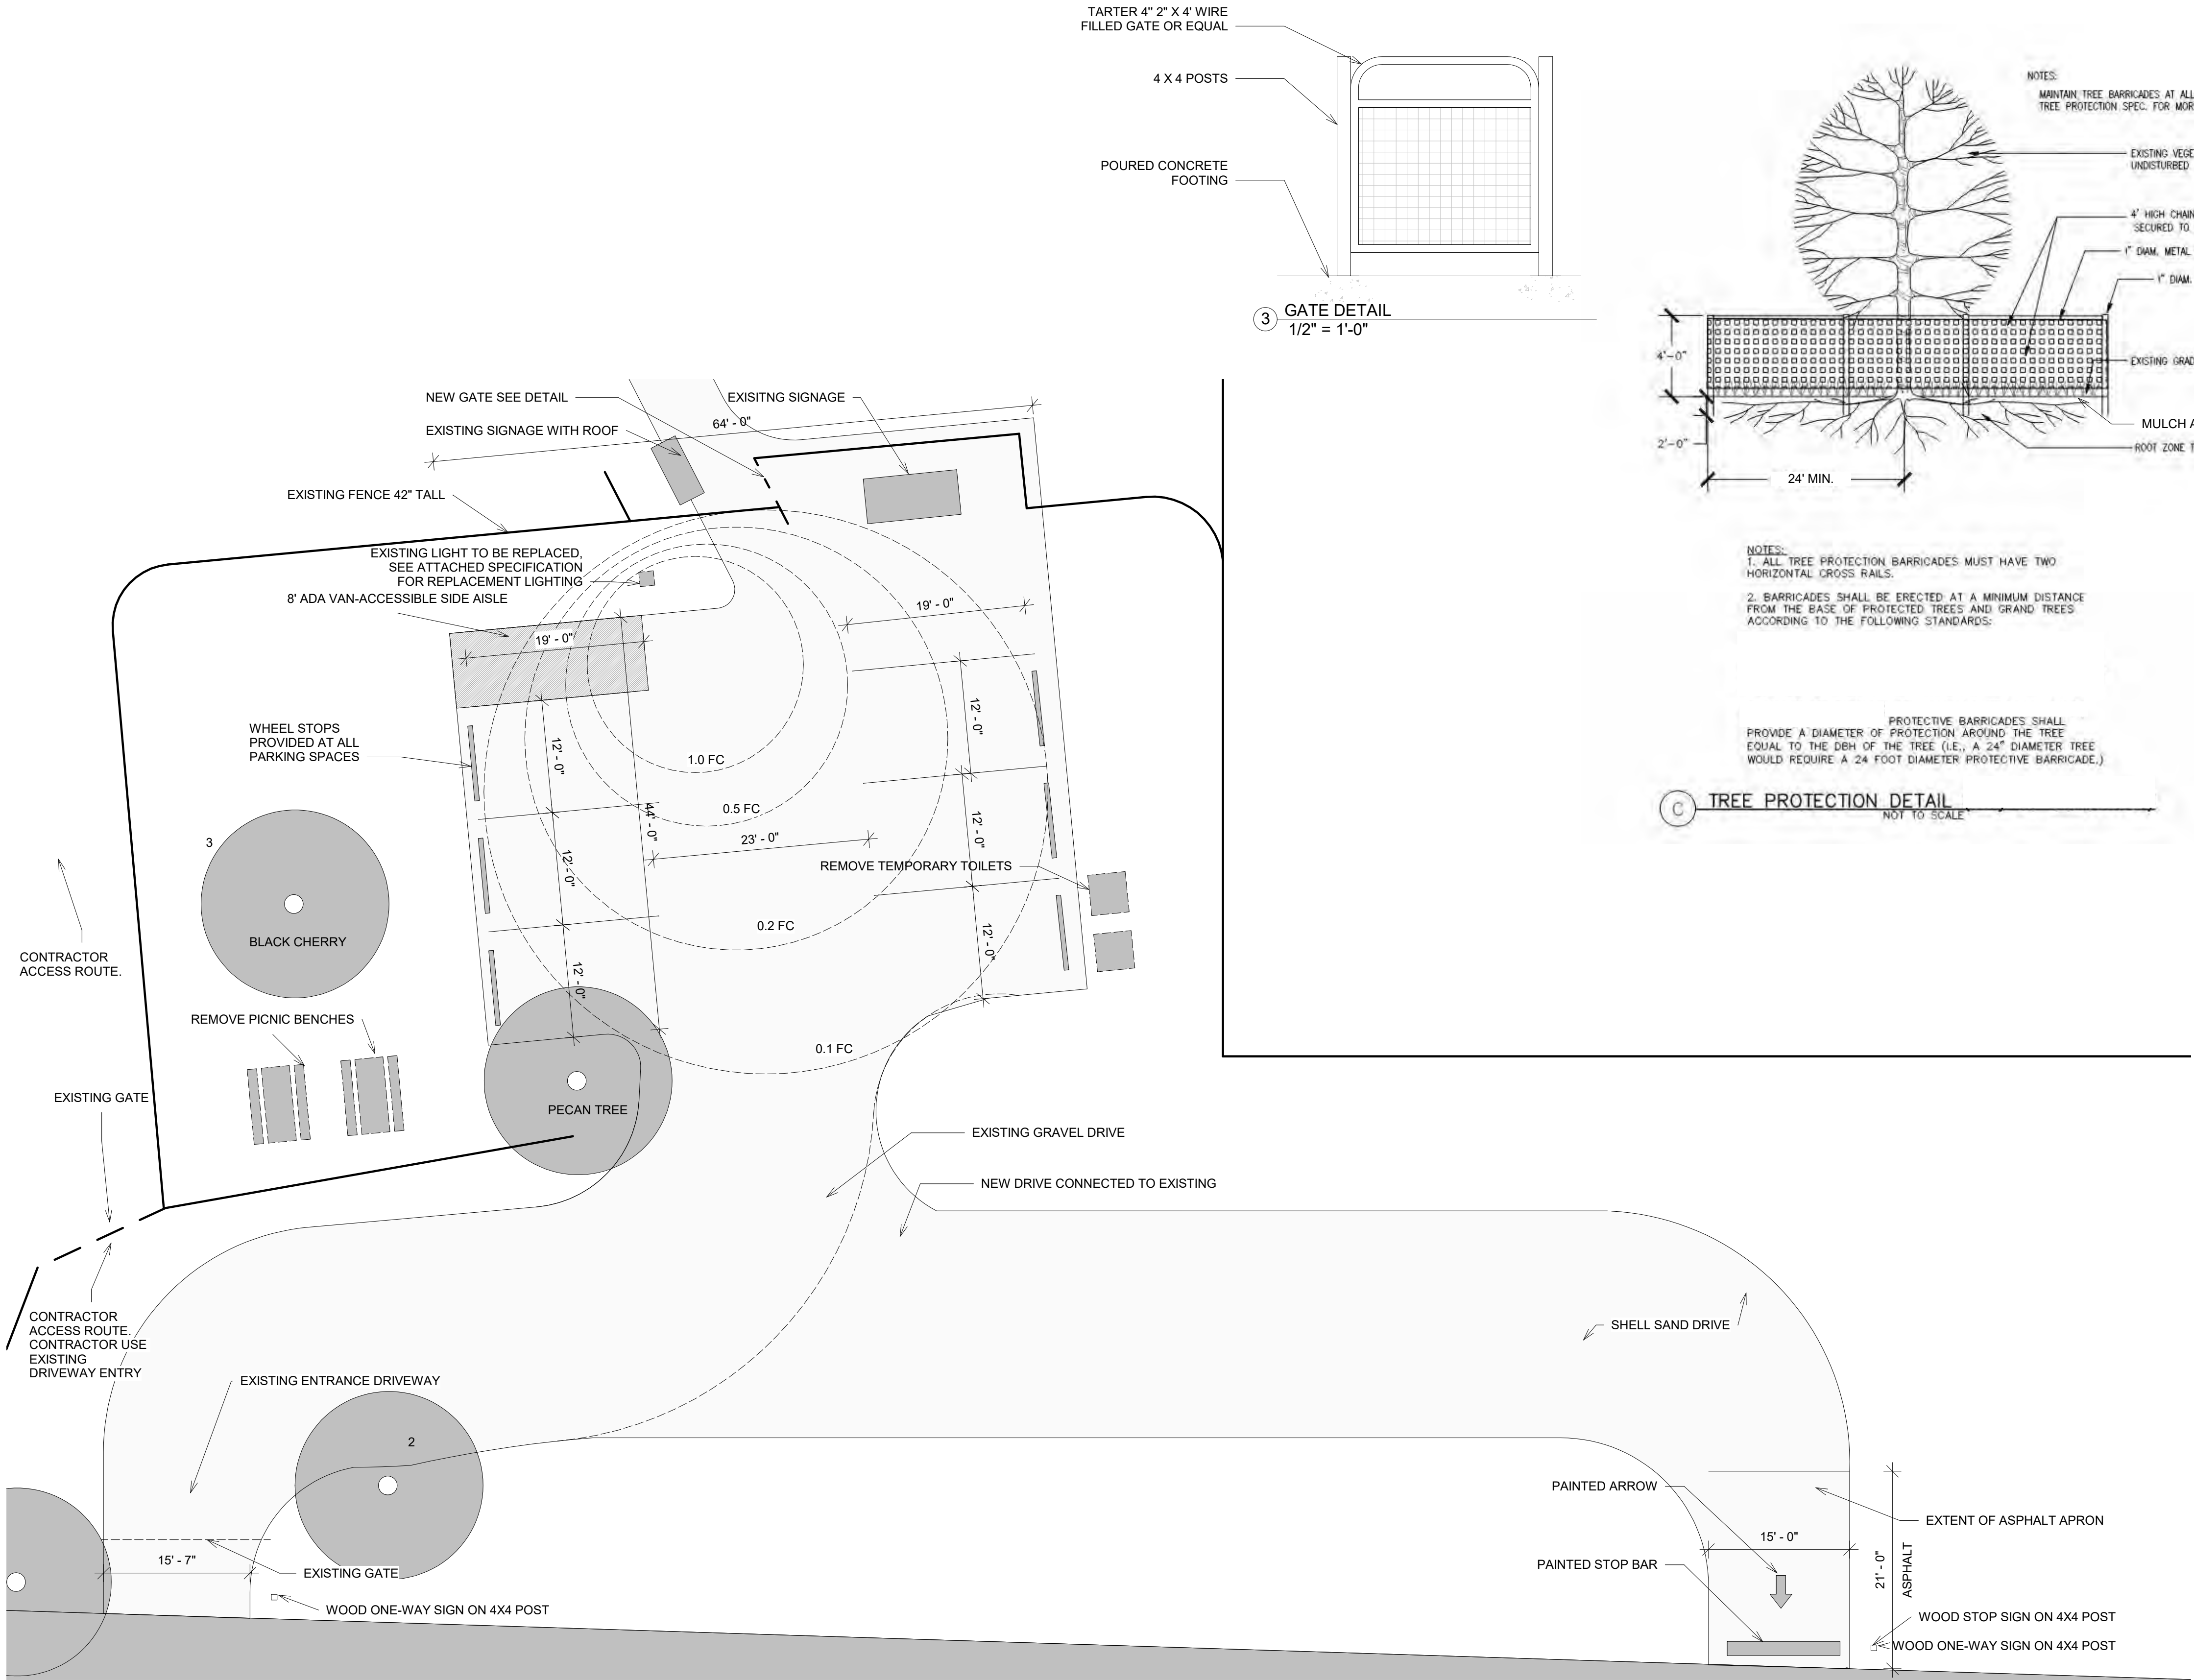 TARTER 4" 2" X 4' WIRE
FILLED GATE OR EQUAL
4 X 4 POSTS
POURED CONCRETE
FOOTING
3
GATE DETAIL
1/2" = 1'-0"
NOTES:
MAINTAIN TREE BARRICADES AT ALL
TREE PROTECTION SPEC. FOR MOR
EXISTING VEGE
UNDISTURBED
4' HIGH CHAIN
SECURED TO
1" DIAM. METAL
1" DIAM.
4'-0"
EXISTING GRAD
MULCH A
2'-0"
ROOT ZONE T
24' MIN.
NOTES:
1. ALL TREE PROTECTION BARRICADES MUST HAVE TWO
HORIZONTAL CROSS RAILS.
2. BARRICADES SHALL BE ERECTED AT A MINIMUM DISTANCE
FROM THE BASE OF PROTECTED TREES AND GRAND TREES
ACCORDING TO THE FOLLOWING STANDARDS:
PROTECTIVE BARRICADES SHALL
PROVIDE A DIAMETER OF PROTECTION AROUND THE TREE
EQUAL TO THE DBH OF THE TREE (I.E., A 24" DIAMETER TREE
WOULD REQUIRE A 24 FOOT DIAMETER PROTECTIVE BARRICADE.)
C
TREE PROTECTION DETAIL
NOT TO SCALE
NEW GATE SEE DETAIL
EXISITNG SIGNAGE
64' - 0"
EXISTING SIGNAGE WITH ROOF
EXISTING FENCE 42" TALL
EXISTING LIGHT TO BE REPLACED,
SEE ATTACHED SPECIFICATION
FOR REPLACEMENT LIGHTING
8' ADA VAN-ACCESSIBLE SIDE AISLE
19' - 0"
19' - 0"
WHEEL STOPS
PROVIDED AT ALL
PARKING SPACES
12' - 0"
12' - 0"
1.0 FC
0.5 FC
44' - 0"
12' - 0"
23' - 0"
12' - 0"
REMOVE TEMPORARY TOILETS
3
BLACK CHERRY
0.2 FC
12' - 0"
12' - 0"
CONTRACTOR
ACCESS ROUTE.
REMOVE PICNIC BENCHES
0.1 FC
EXISTING GATE
PECAN TREE
EXISTING GRAVEL DRIVE
NEW DRIVE CONNECTED TO EXISTING
CONTRACTOR
ACCESS ROUTE.
CONTRACTOR USE
EXISTING
DRIVEWAY ENTRY
SHELL SAND DRIVE
EXISTING ENTRANCE DRIVEWAY
2
PAINTED ARROW
EXTENT OF ASPHALT APRON
15' - 0"
15' - 7"
EXISTING GATE
PAINTED STOP BAR
21' - 0"
ASPHALT
WOOD ONE-WAY SIGN ON 4X4 POST
WOOD STOP SIGN ON 4X4 POST
WOOD ONE-WAY SIGN ON 4X4 POST